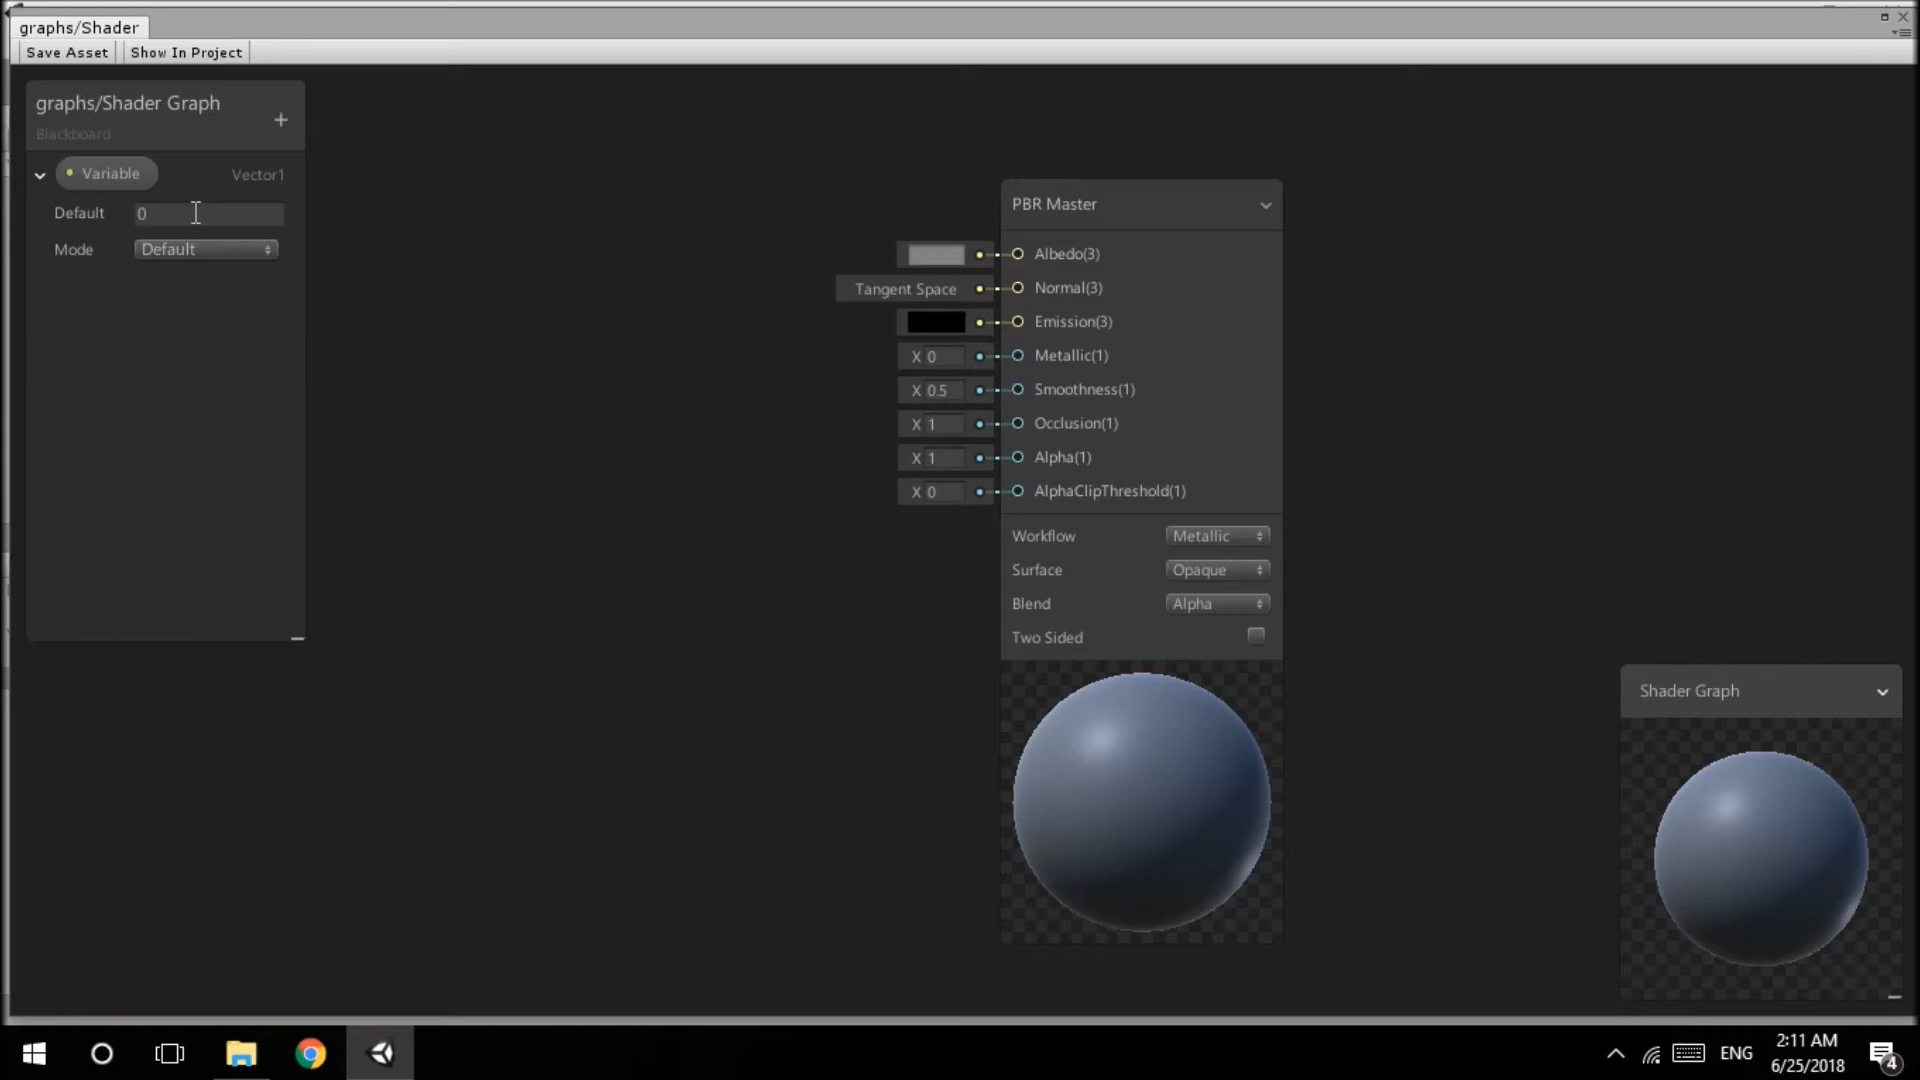 graphs/Shader
Save Asset
Show In Project
graphs/Shader Graph
Blackboard
Variable
Vector1
Default
0
Mode
Default
PBR Master
Albedo(3)
Tangent Space
Normal(3)
Emission(3)
X 0
Metallic(1)
X 0.5
Smoothness(1)
X 1
Occlusion(1)
X 1
Alpha(1)
X 0
AlphaClipThreshold(1)
Workflow
Metallic
Surface
Opaque
Blend
Alpha
Two Sided
Shader Graph
ENG
2:11 AM
6/25/2018
4